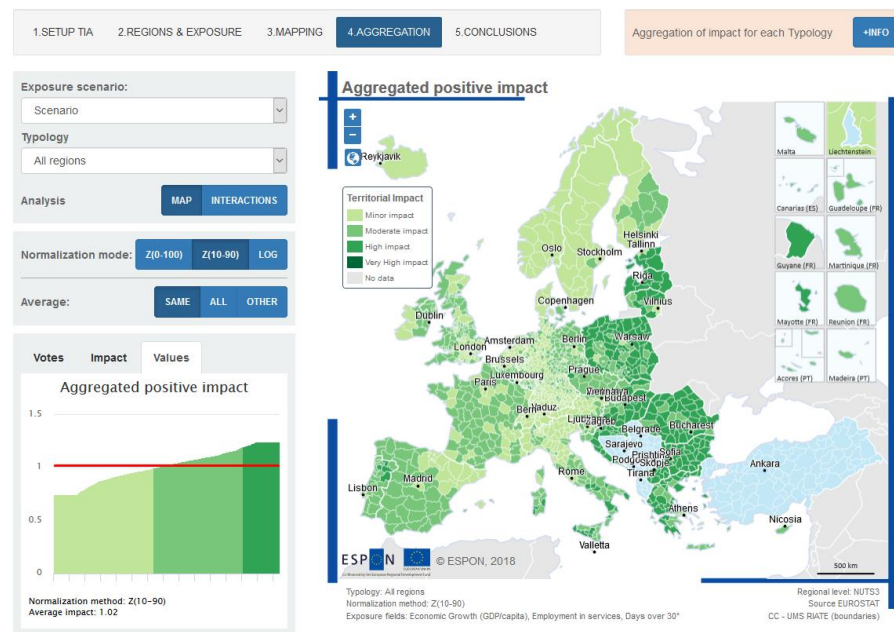 1.SETUP TIA 2.REGIONS & EXPOSURE 3.MAPPING 4.AGGREGATION 5.CONCLUSIONS
Aggregation of impact for each Typology +INFO
Exposure scenario:
Scenario
Typology
All regions
Analysis MAP INTERACTIONS
Normalization mode: Z(0-100) Z(10-90) LOG
Average: SAME ALL OTHER
Votes Impact Values
Aggregated positive impact
1.5
1
0.5
0
Normalization method: Z(10-90)
Average impact: 1.02
Aggregated positive impact
+
−
Territorial Impact
Minor impact
Moderate impact
High impact
Very High impact
No data
Reykjavik
Oslo
Helsinki
Tallinn
Stockholm
Riga
Copenhagen
Vilnius
Dublin
Amsterdam
Berlin
Warsaw
London
Brussels
Luxembourg
Prague
Paris
Budapest
Bern
Vaduz
Zagreb
Belgrade
Bucharest
Sarajevo
Sofia
Skopje
Tirana
Rome
Madrid
Lisbon
Ankara
Athens
Nicosia
Valletta
Malta
Liechtenstein
Canarias (ES)
Guadeloupe (FR)
Guyane (FR)
Martinique (FR)
Mayotte (FR)
Reunion (FR)
Acores (PT)
Madeira (PT)
ESPON © ESPON, 2018
500 km
Typology: All regions
Normalization method: Z(10-90)
Exposure fields: Economic Growth (GDP/capita), Employment in services, Days over 30°
Regional level: NUTS3
Source EUROSTAT
CC - UMS RIATE (boundaries)